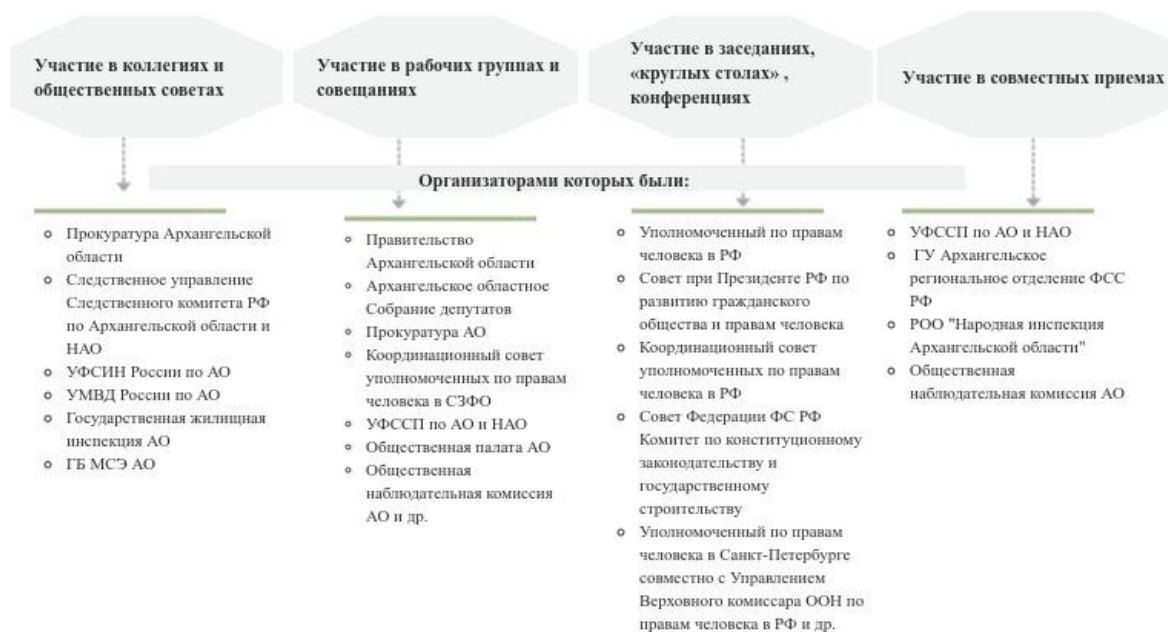 Участие в коллегиях и
общественных советах
Участие в рабочих группах и
совещаниях
Участие в заседаниях,
«круглых столах» ,
конференциях
Участие в совместных приемах
Организаторами которых были:
Прокуратура Архангельской
области
Следственное управление
Следственного комитета РФ
по Архангельской области и
НАО
УФСИН России по АО
УМВД России по АО
Государственная жилищная
инспекция АО
ГБ МСЭ АО
Правительство
Архангельской области
Архангельское областное
Собрание депутатов
Прокуратура АО
Координационный совет
уполномоченных по правам
человека в СЗФО
УФССП по АО и НАО
Общественная палата АО
Общественная
наблюдательная комиссия
АО и др.
Уполномоченный по правам
человека в РФ
Совет при Президенте РФ по
развитию гражданского
общества и правам человека
Координационный совет
уполномоченных по правам
человека в РФ
Совет Федерации ФС РФ
Комитет по конституционному
законодательству и
государственному
строительству
Уполномоченный по правам
человека в Санкт-Петербурге
совместно с Управлением
Верховного комиссара ООН по
правам человека в РФ и др.
УФССП по АО и НАО
ГУ Архангельское
региональное отделение ФСС
РФ
РОО "Народная инспекция
Архангельской области"
Общественная
наблюдательная комиссия АО